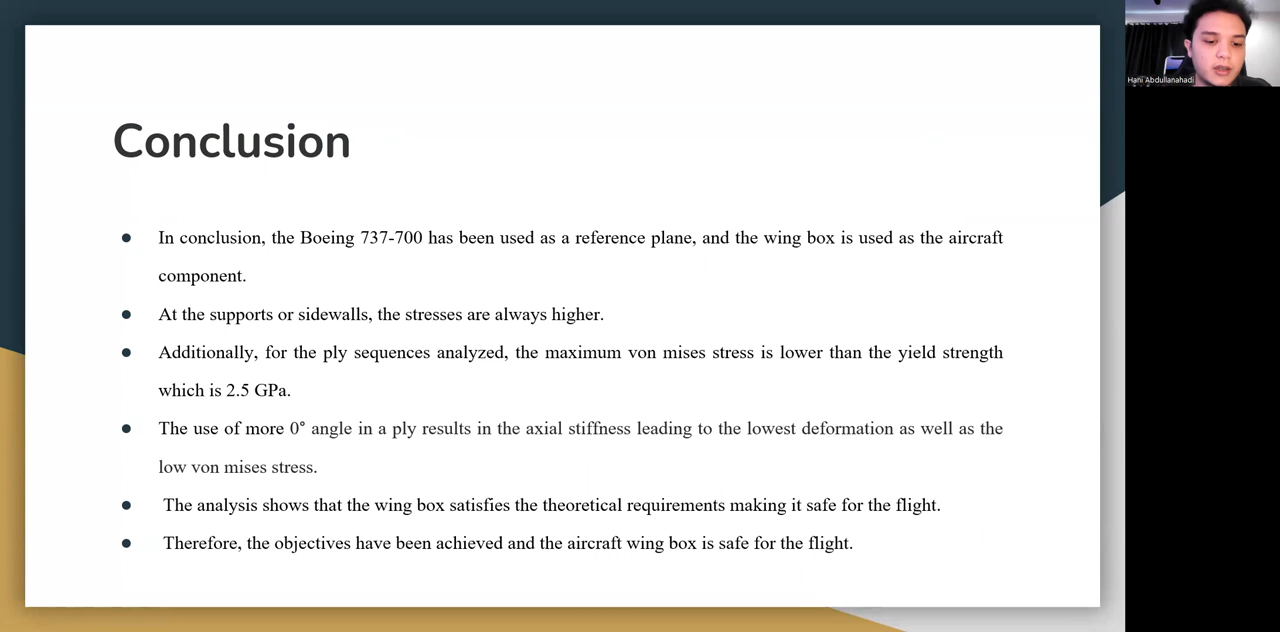 Conclusion
● In conclusion, the Boeing 737-700 has been used as a reference plane, and the wing box is used as the aircraft
component.
● At the supports or sidewalls, the stresses are always higher.
● Additionally, for the ply sequences analyzed, the maximum von mises stress is lower than the yield strength
which is 2.5 GPa.
● The use of more 0° angle in a ply results in the axial stiffness leading to the lowest deformation as well as the
low von mises stress.
● The analysis shows that the wing box satisfies the theoretical requirements making it safe for the flight.
● Therefore, the objectives have been achieved and the aircraft wing box is safe for the flight.
Hani Abdullanahadi